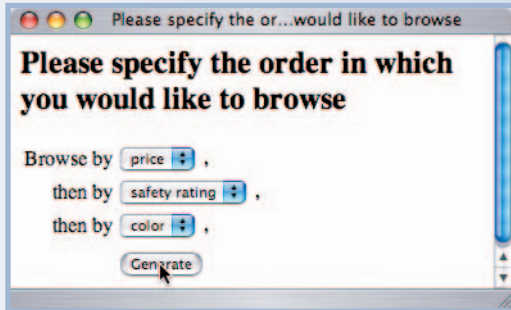 Please specify the or...would like to browse
Please specify the order in which
you would like to browse
Browse by price ,
then by safety rating ,
then by color ,
Generate